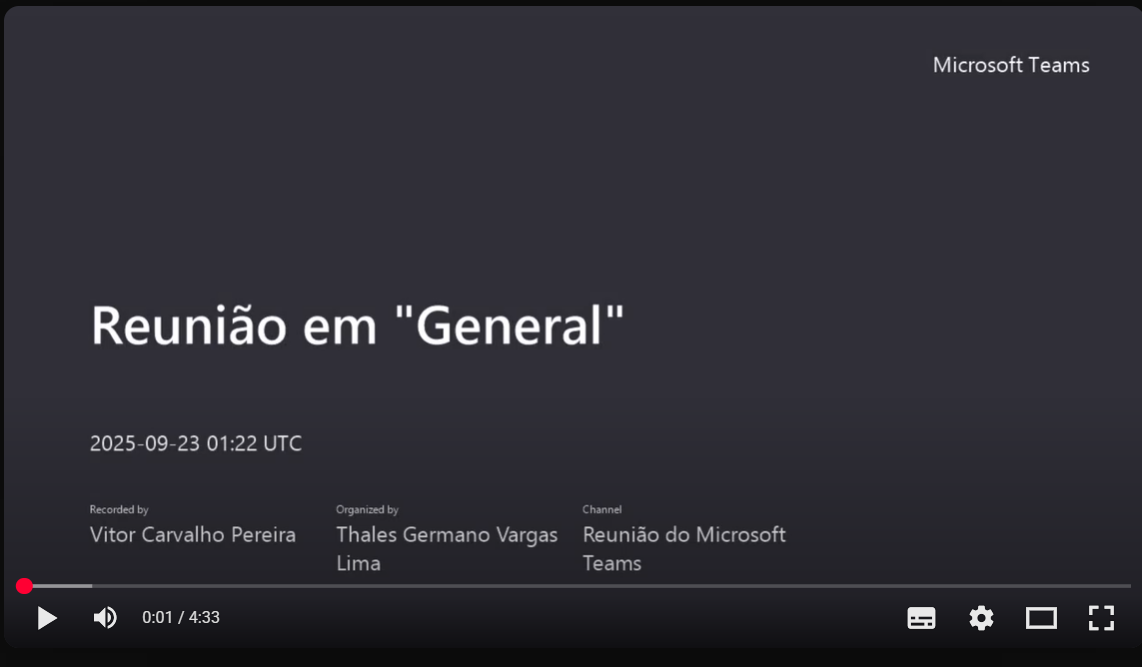 Microsoft Teams
Reunião em "General"
2025-09-23 01:22 UTC
Recorded by
Vitor Carvalho Pereira
Organized by
Thales Germano Vargas
Lima
Channel
Reunião do Microsoft
Teams
0:01 / 4:33